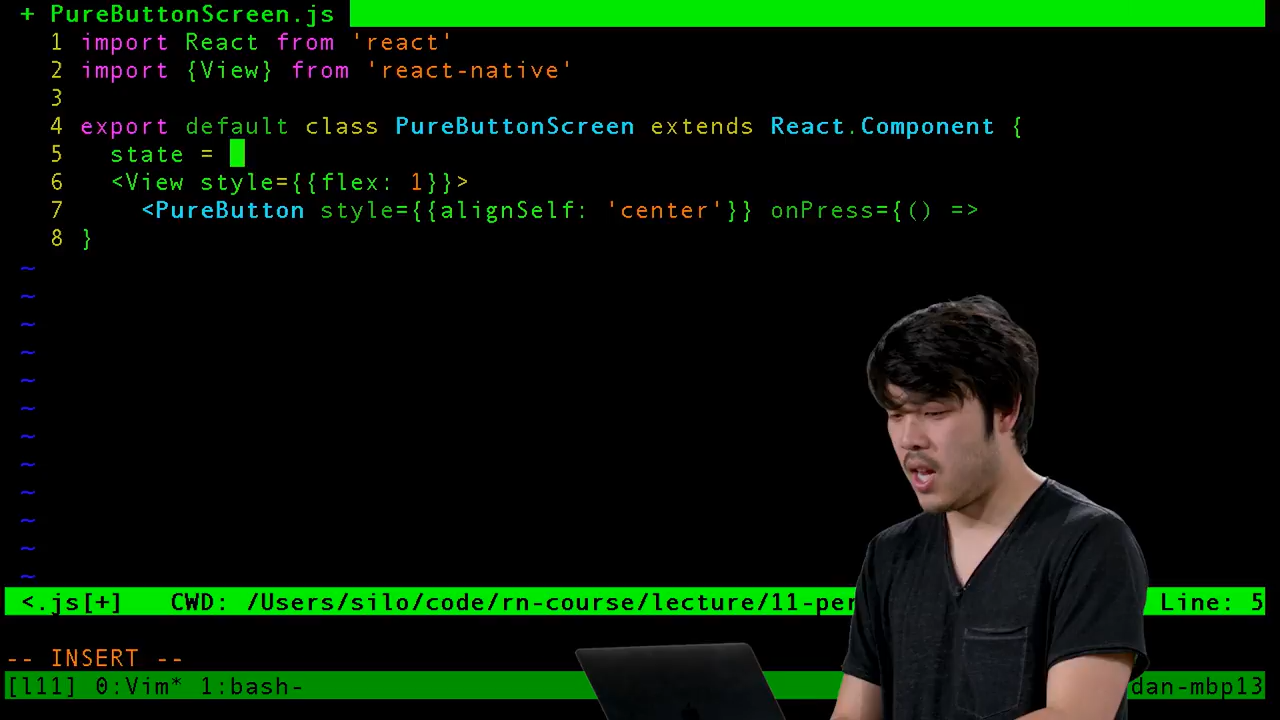 + PureButtonScreen.js
1 import React from 'react'
2 import {View} from 'react-native'
3
4 export default class PureButtonScreen extends React.Component {
5   state =
6   <View style={{flex: 1}}>
7     <PureButton style={{alignSelf: 'center'}} onPress={() =>
8 }
~
~
~
~
~
~
~
~
~
~
~
~
<.js[+]   CWD: /Users/silo/code/rn-course/lecture/11-per Line: 5
-- INSERT --
[l11] 0:Vim* 1:bash- dan-mbp13